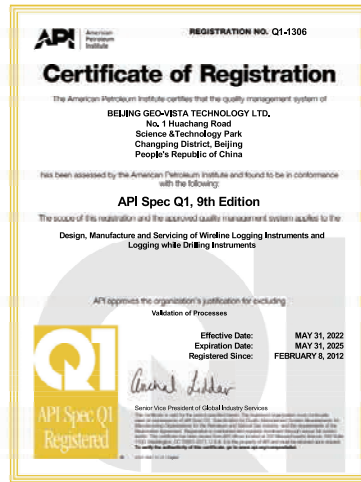 API
American
Petroleum
Institute
REGISTRATION NO. Q1-1306
Certificate of Registration
The American Petroleum Institute certifies that the quality management system of
BEIJING GEO-VISTA TECHNOLOGY LTD.
No. 1 Huachang Road
Science &Technology Park
Changping District, Beijing
People's Republic of China
has been assessed by the American Petroleum Institute and found to be in conformance
with the following:
API Spec Q1, 9th Edition
The scope of this registration and the approved quality management system applies to the
Design, Manufacture and Servicing of Wireline Logging Instruments and
Logging while Drilling Instruments
API approves the organization's justification for excluding
Validation of Processes
Effective Date: MAY 31, 2022
Expiration Date: MAY 31, 2025
Registered Since: FEBRUARY 8, 2012
Q1
API Spec Q1
Registered
Senior Vice President of Global Industry Services